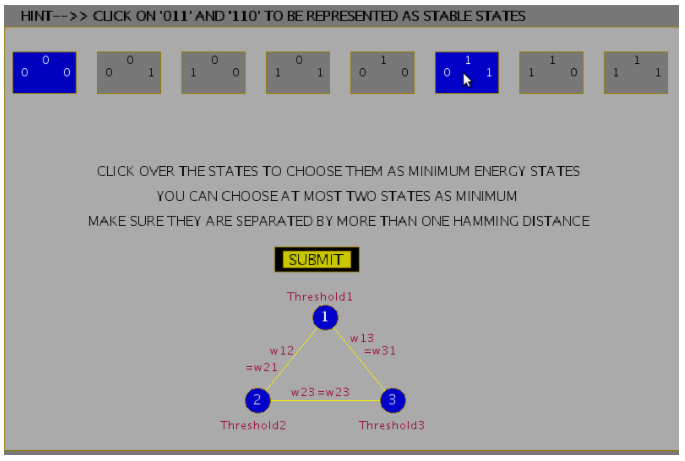 HINT-->> CLICK ON '011' AND '110' TO BE REPRESENTED AS STABLE STATES
0 0 0 0 1 1 1 1
0 0 0 1 1 0 1 1 0 0 0 1 1 0 1 1
CLICK OVER THE STATES TO CHOOSE THEM AS MINIMUM ENERGY STATES
YOU CAN CHOOSE AT MOST TWO STATES AS MINIMUM
MAKE SURE THEY ARE SEPARATED BY MORE THAN ONE HAMMING DISTANCE
SUBMIT
Threshold1
1
w13
w12 =w31
=w21
w23=w23
2 3
Threshold2 Threshold3